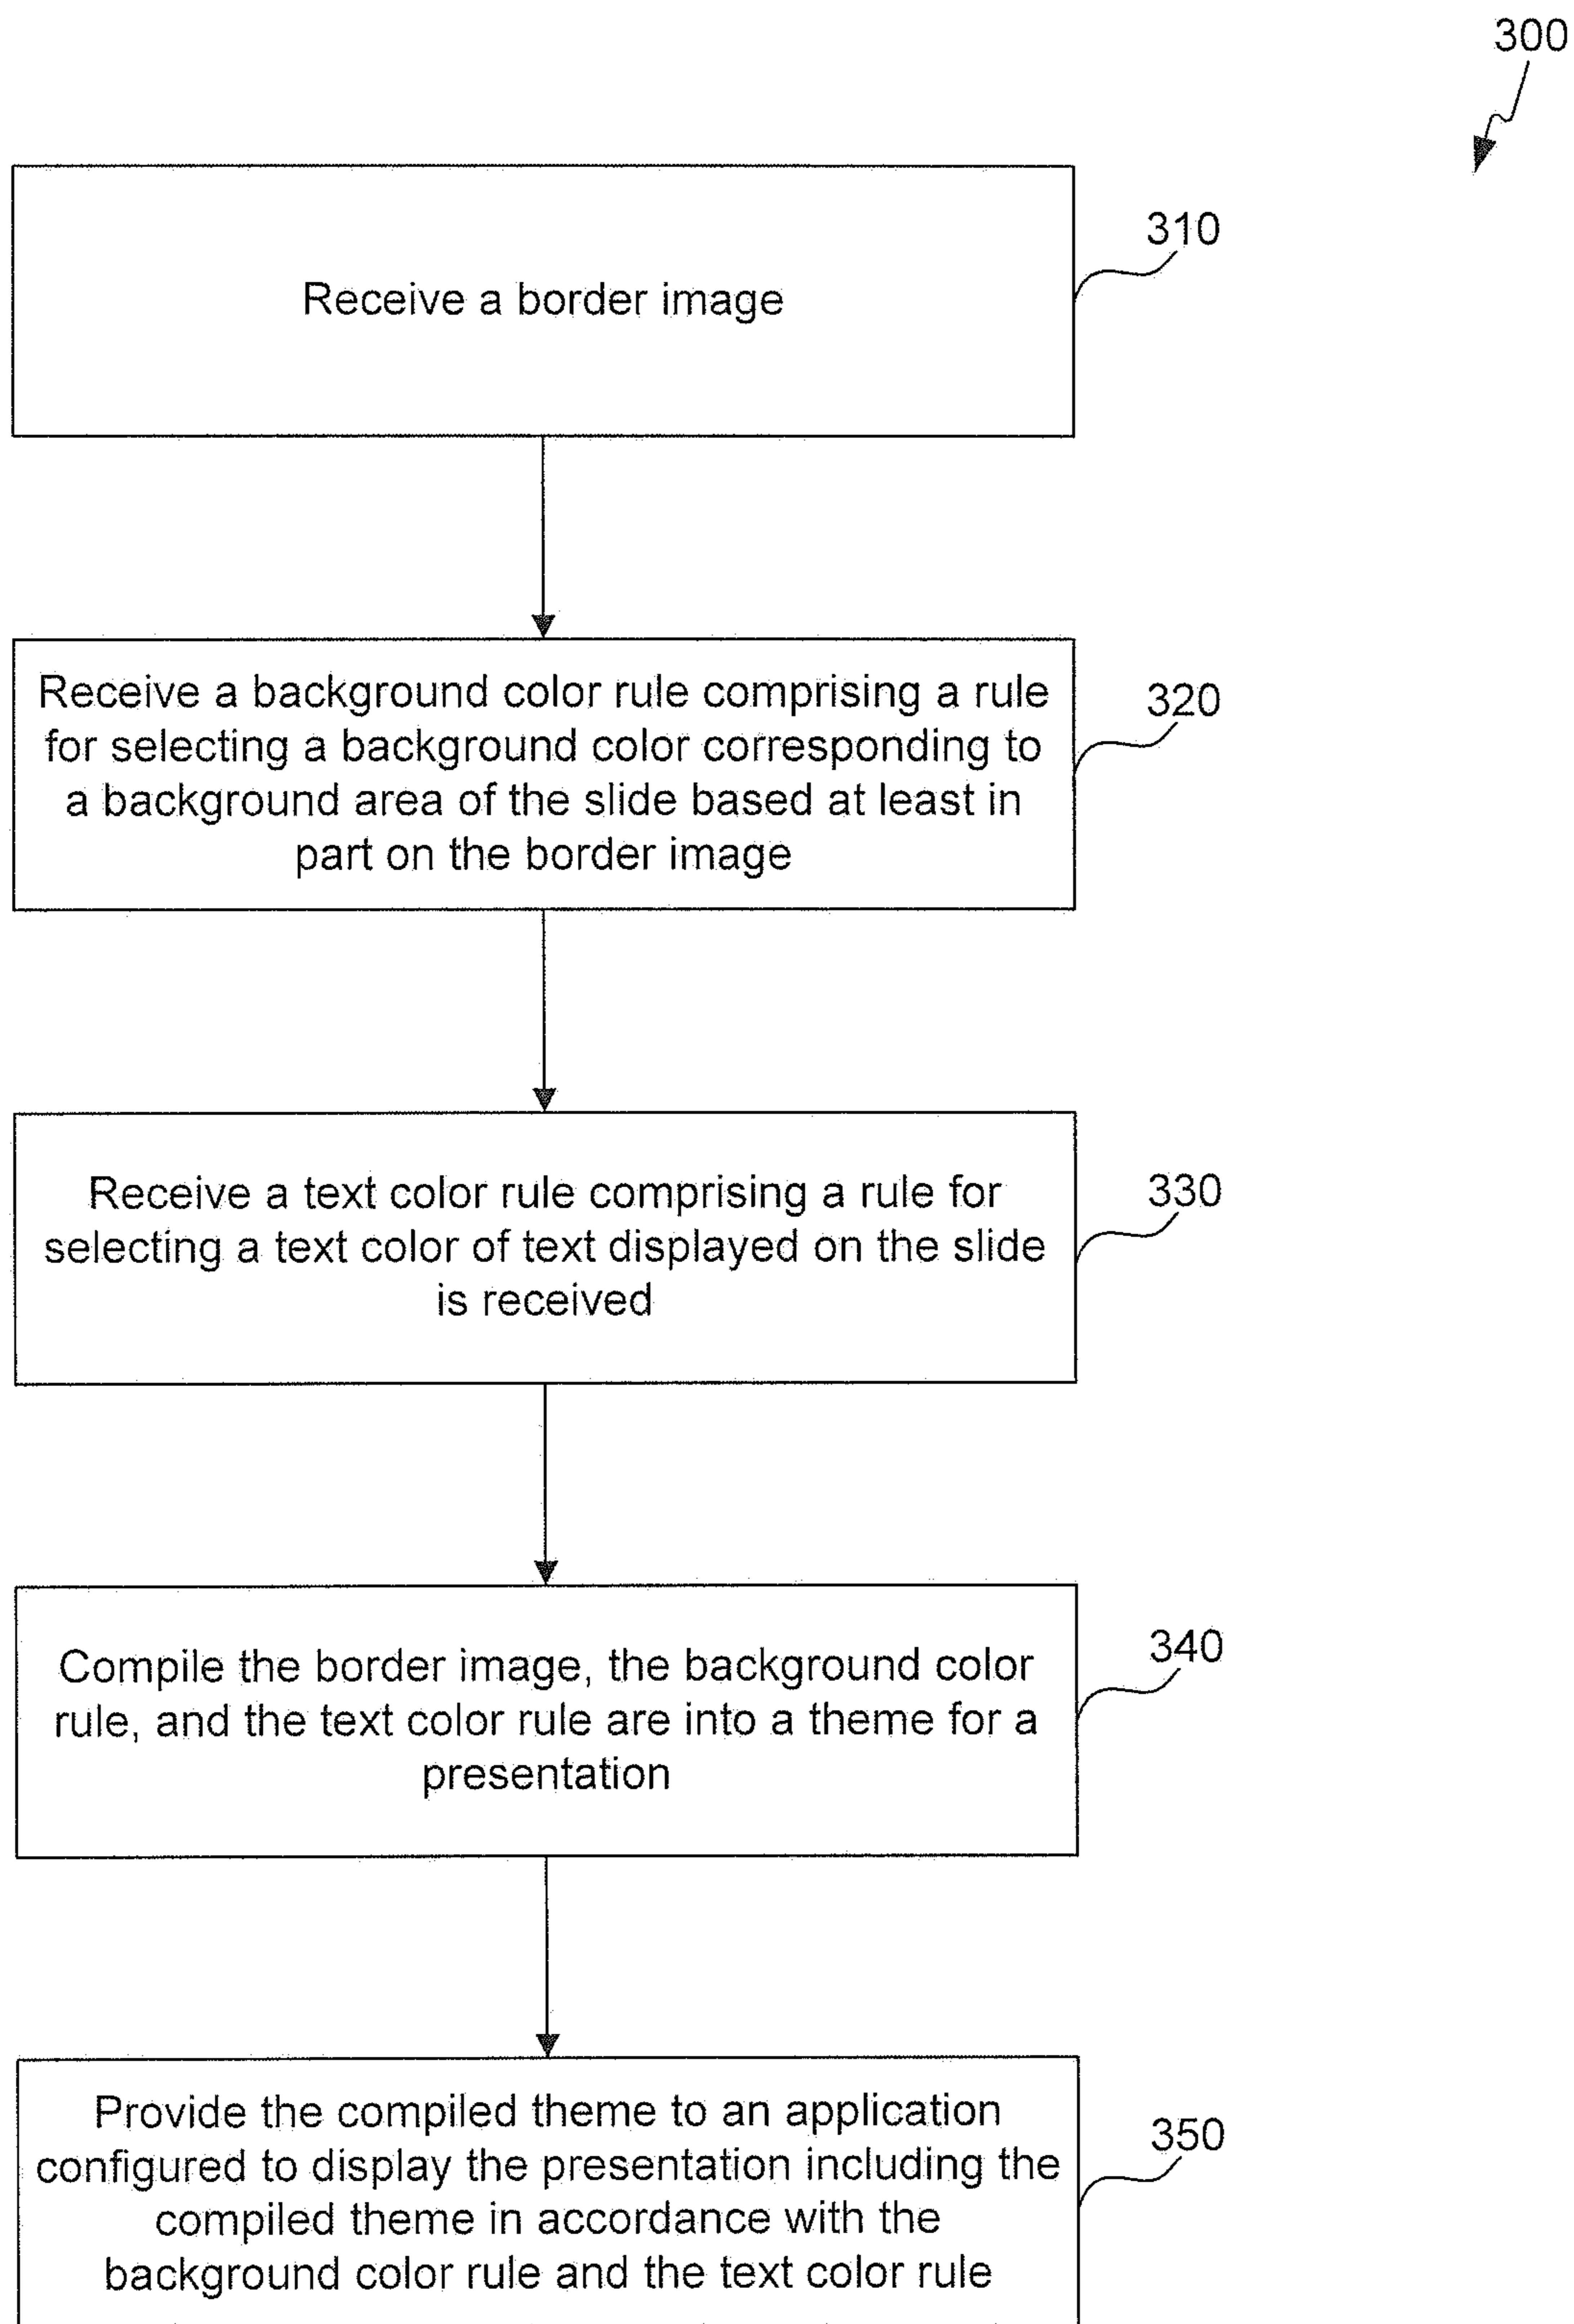 300
310
Receive a border image
320
Receive a background color rule comprising a rule
for selecting a background color corresponding to
a background area of the slide based at least in
part on the border image
330
Receive a text color rule comprising a rule for
selecting a text color of text displayed on the slide
is received
340
Compile the border image, the background color
rule, and the text color rule are into a theme for a
presentation
350
Provide the compiled theme to an application
configured to display the presentation including the
compiled theme in accordance with the
background color rule and the text color rule